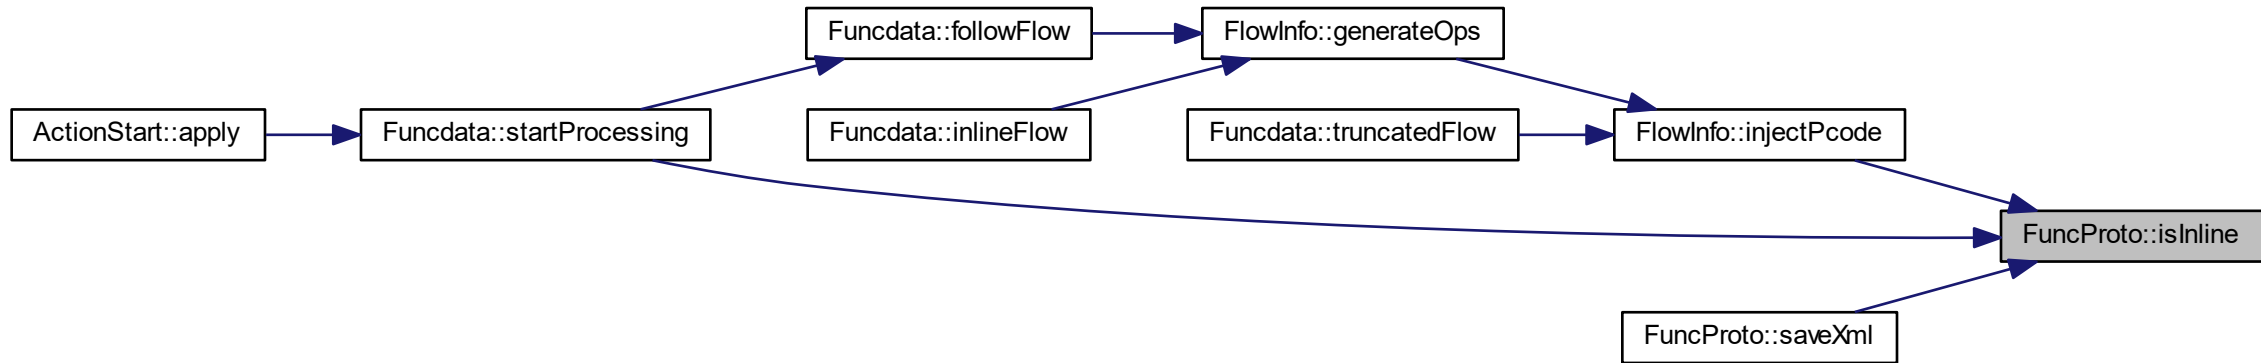 Funcdata::followFlow
FlowInfo::generateOps
ActionStart::apply
Funcdata::startProcessing
Funcdata::inlineFlow
Funcdata::truncatedFlow
FlowInfo::injectPcode
FuncProto::isInline
FuncProto::saveXml